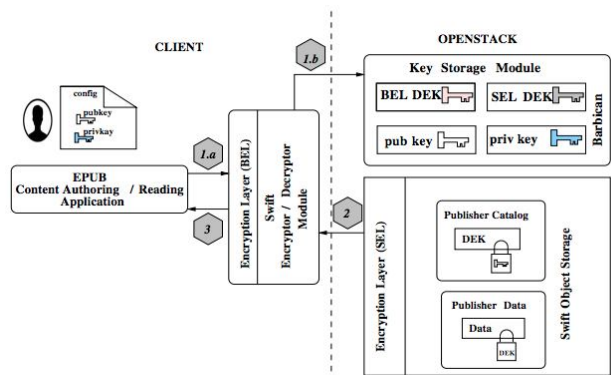 CLIENT
OPENSTACK
config
pubkey
privkay
1.b
Key Storage Module
BEL DEK
SEL DEK
pub key
priv key
Barbican
1.a
EPUB
Content Authoring / Reading
Application
3
Encryption Layer (BEL)
Swift
Encryptor / Decryptor
Module
2
Encryption Layer (SEL)
Publisher Catalog
DEK
Publisher Data
Data
DEK
Swift Object Storage